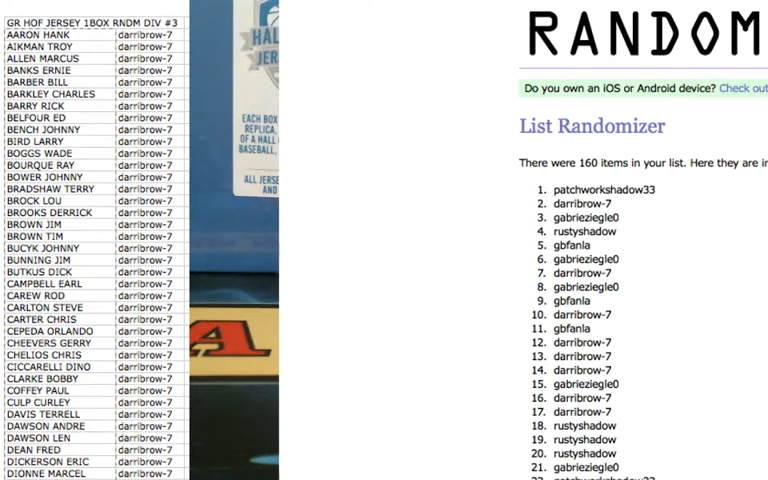 GR HOF JERSEY 1BOX RNDM DIV #3
AARON HANK darribrow-7
AIKMAN TROY darribrow-7
ALLEN MARCUS darribrow-7
BANKS ERNIE darribrow-7
BARBER BILL darribrow-7
BARKLEY CHARLES darribrow-7
BARRY RICK darribrow-7
BELFOUR ED darribrow-7
BENCH JOHNNY darribrow-7
BIRD LARRY darribrow-7
BOGGS WADE darribrow-7
BOURQUE RAY darribrow-7
BOWER JOHNNY darribrow-7
BRADSHAW TERRY darribrow-7
BROCK LOU darribrow-7
BROOKS DERRICK darribrow-7
BROWN JIM darribrow-7
BROWN TIM darribrow-7
BUCYK JOHNNY darribrow-7
BUNNING JIM darribrow-7
BUTKUS DICK darribrow-7
CAMPBELL EARL darribrow-7
CAREW ROD darribrow-7
CARLTON STEVE darribrow-7
CARTER CHRIS darribrow-7
CEPEDA ORLANDO darribrow-7
CHEEVERS GERRY darribrow-7
CHELIOS CHRIS darribrow-7
CICCARELLI DINO darribrow-7
CLARKE BOBBY darribrow-7
COFFEY PAUL darribrow-7
CULP CURLEY darribrow-7
DAVIS TERRELL darribrow-7
DAWSON ANDRE darribrow-7
DAWSON LEN darribrow-7
DEAN FRED darribrow-7
DICKERSON ERIC darribrow-7
DIONNE MARCEL darribrow-7
HAL
JER
EACH BOX
REPLICA,
OF A HALL
BASEBALL,
ALL JERSE
AND
A
RANDOM
Do you own an iOS or Android device? Check out
List Randomizer
There were 160 items in your list. Here they are in
1. patchworkshadow33
2. darribrow-7
3. gabrieziegle0
4. rustyshadow
5. gbfanla
6. gabrieziegle0
7. darribrow-7
8. gabrieziegle0
9. gbfanla
10. darribrow-7
11. gbfanla
12. darribrow-7
13. darribrow-7
14. darribrow-7
15. gabrieziegle0
16. darribrow-7
17. darribrow-7
18. rustyshadow
19. rustyshadow
20. rustyshadow
21. gabrieziegle0
22. patchworkshadow33